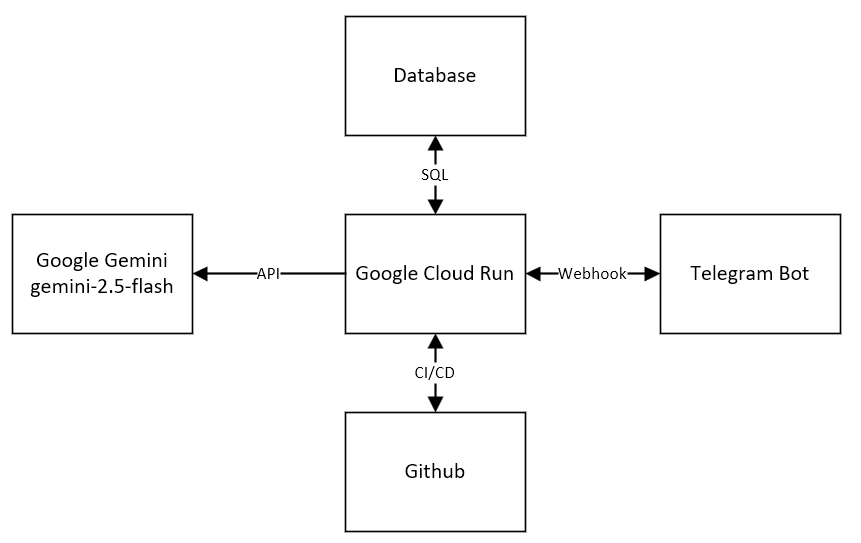 Database
SQL
Google Gemini
gemini-2.5-flash
API
Google Cloud Run
Webhook
Telegram Bot
CI/CD
Github